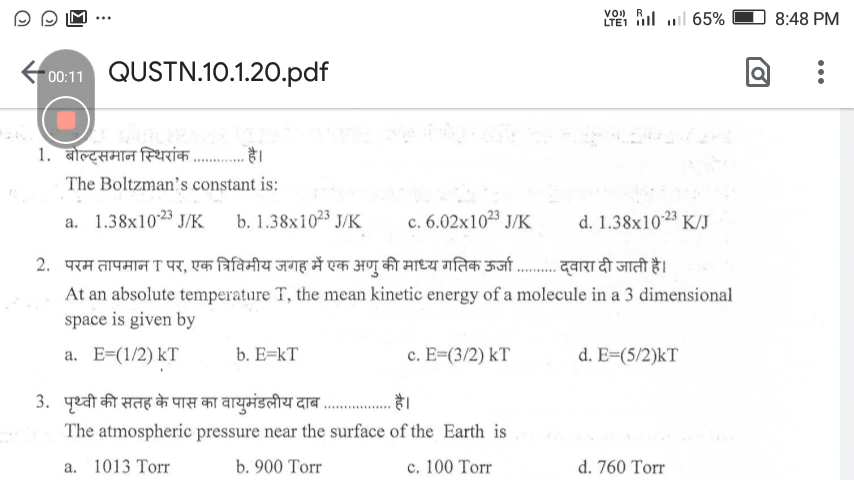 VO))
LTE1 R 65% 8:48 PM
00:11 QUSTN.10.1.20.pdf
1. बोल्ट्समान स्थिरांक ............. है।
The Boltzman's constant is:
a. 1.38x10⁻²³ J/K b. 1.38x10²³ J/K c. 6.02x10²³ J/K d. 1.38x10⁻²³ K/J
2. परम तापमान T पर, एक त्रिविमीय जगह में एक अणु की माध्य गतिक ऊर्जा .......... द्वारा दी जाती है।
At an absolute temperature T, the mean kinetic energy of a molecule in a 3 dimensional
space is given by
a. E=(1/2) kT b. E=kT c. E=(3/2) kT d. E=(5/2)kT
3. पृथ्वी की सतह के पास का वायुमंडलीय दाब ................. है।
The atmospheric pressure near the surface of the Earth is
a. 1013 Torr b. 900 Torr c. 100 Torr d. 760 Torr